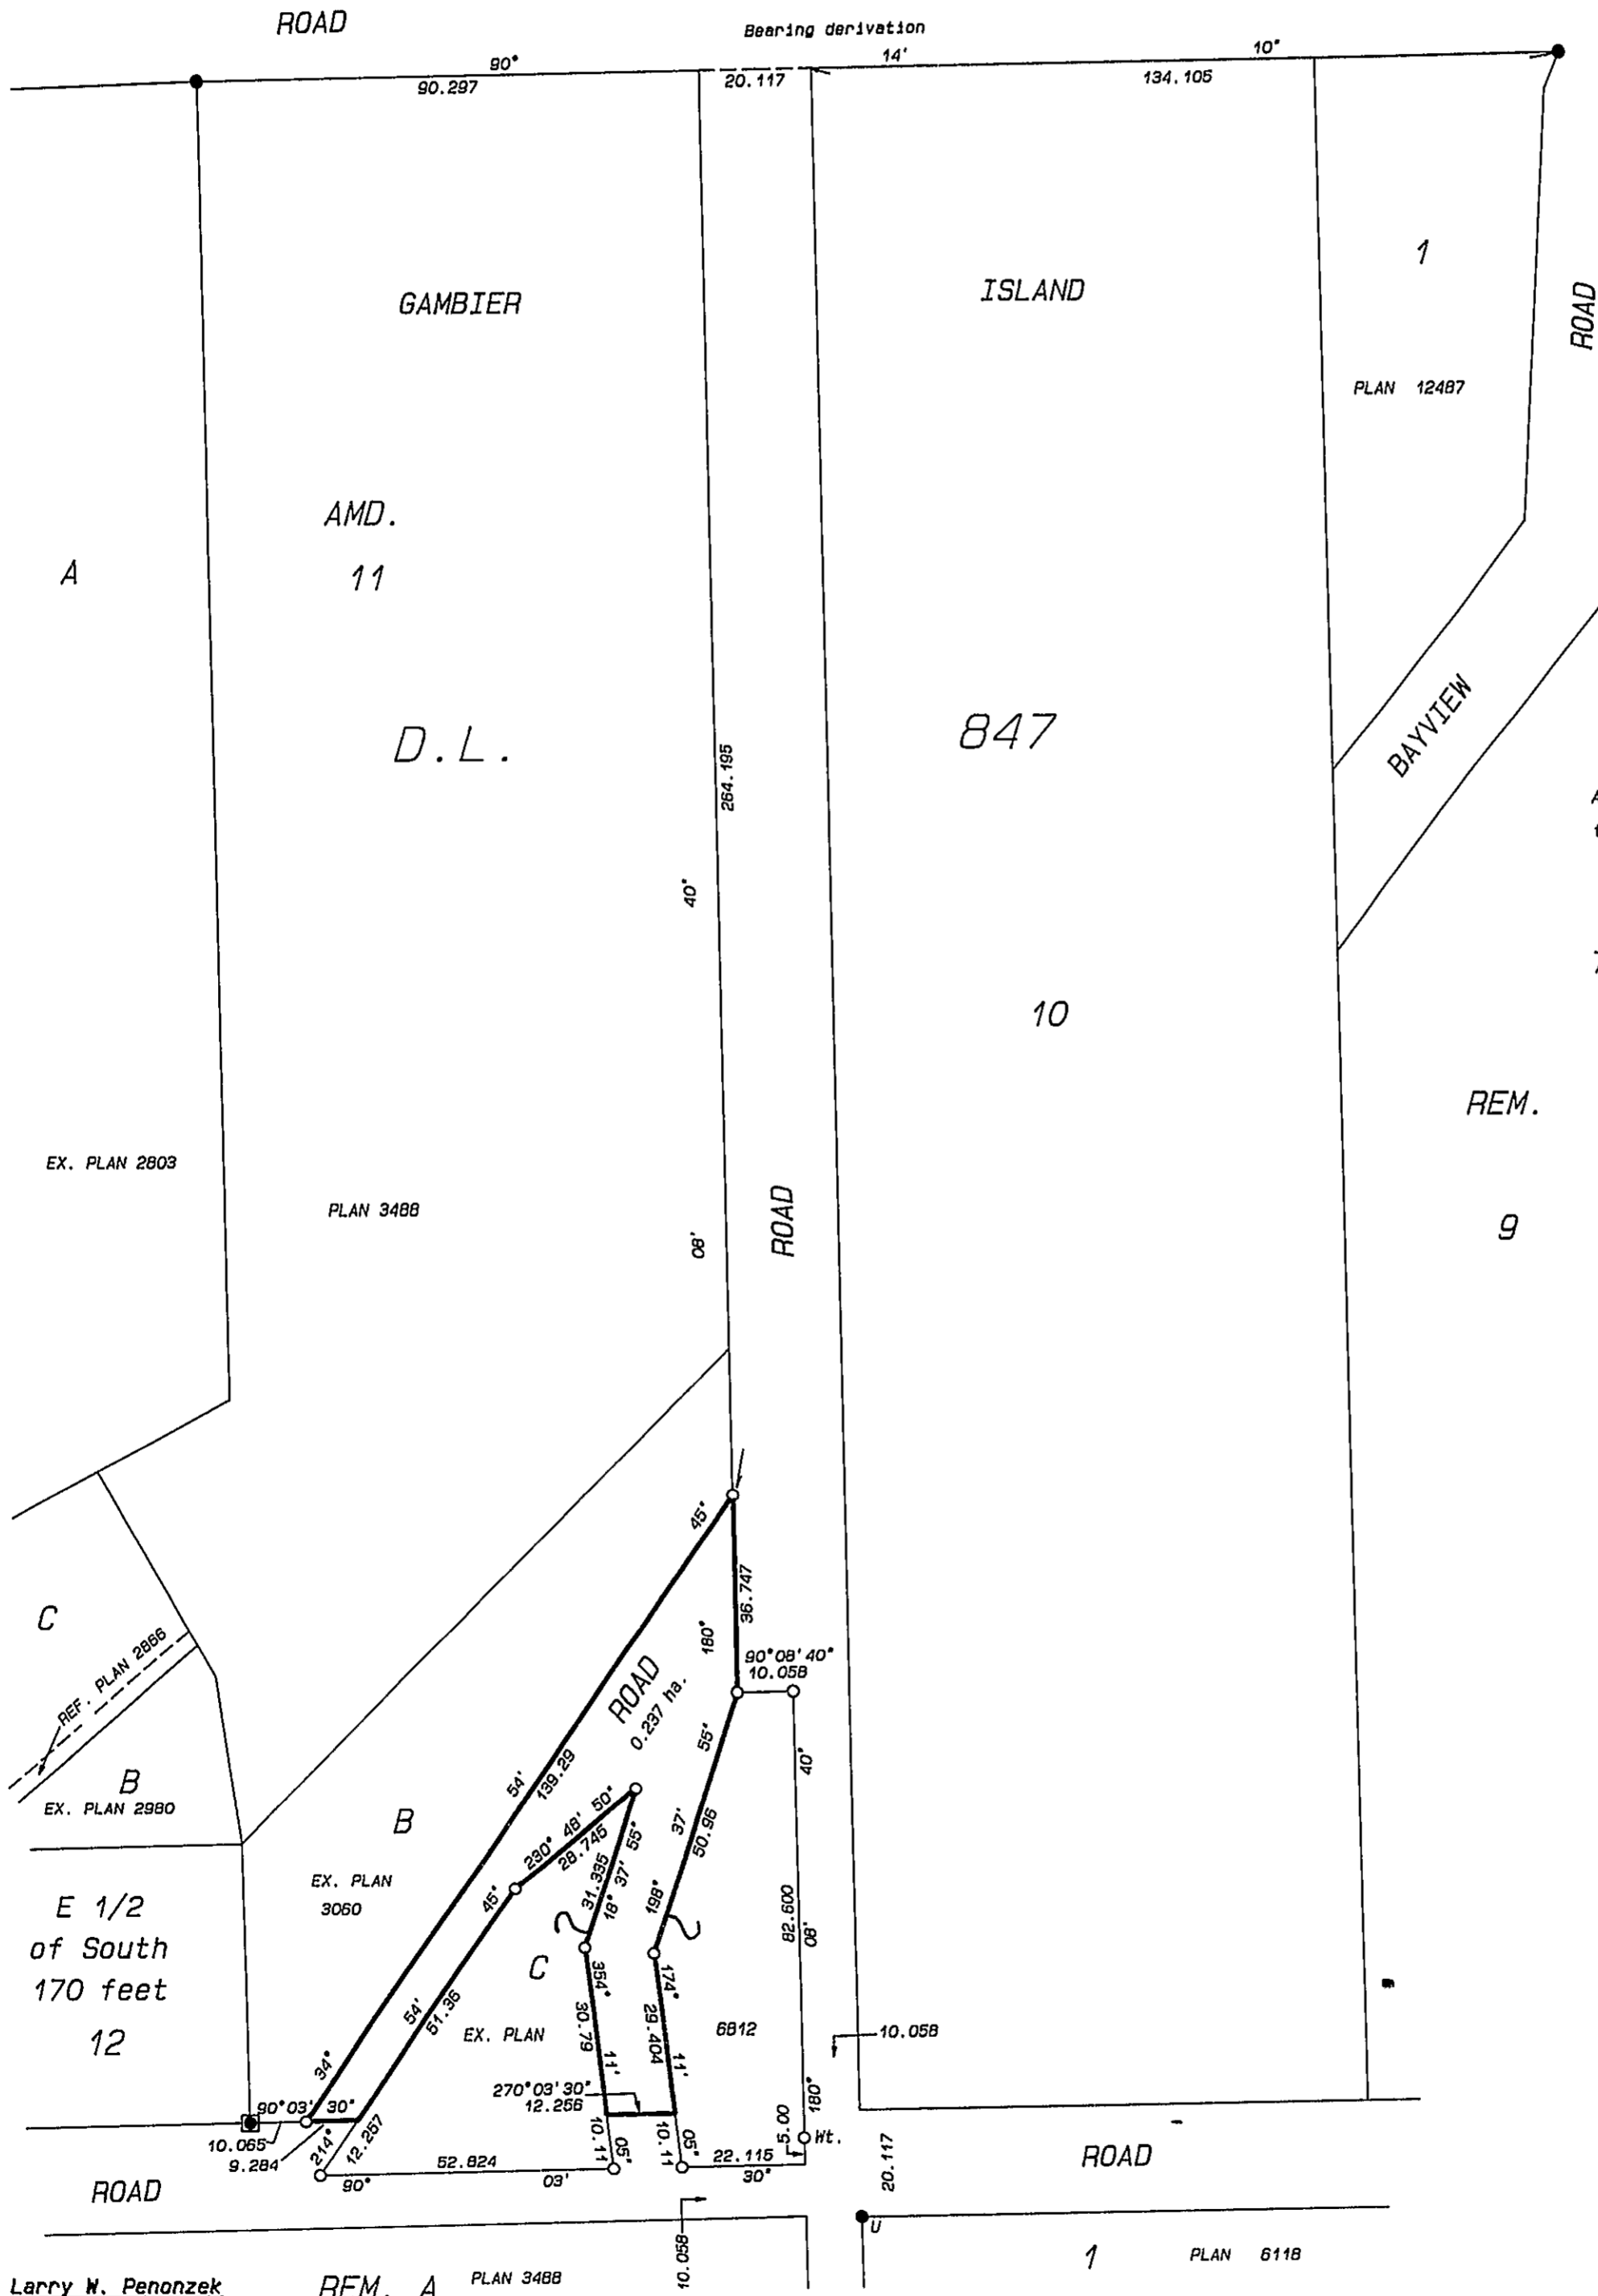 ROAD
Bearing derivation
90°
14'
10"
90.297
20.117
134.105
GAMBIER
ISLAND
1
ROAD
PLAN 12487
AMD.
11
A
D.L.
847
264.195
BAYVIEW
40"
10
REM.
9
EX. PLAN 2803
PLAN 3488
ROAD
08'
45"
36.747
C
REF. PLAN 2866
180°
90°08'40"
10.058
ROAD
0.237 ha.
B
EX. PLAN 2980
54'
139.29
55"
40"
B
230° 48' 50"
28.745
37'
50.96
EX. PLAN
3060
31.335
18° 37' 55"
45"
198°
82.600
08'
E 1/2
of South
170 feet
12
C
354°
174°
30.79
29.404
54'
51.36
EX. PLAN
6812
10.058
34°
11'
11'
270°03'30"
12.256
180°
90°03' 30"
10.065
9.284
214°
12.257
10.11
05"
10.11
05"
5.00
Wt.
52.824
90°
03'
22.115
30"
20.117
ROAD
ROAD
10.058
U
1
PLAN 6118
Larry W. Penonzek
REM. A
PLAN 3488